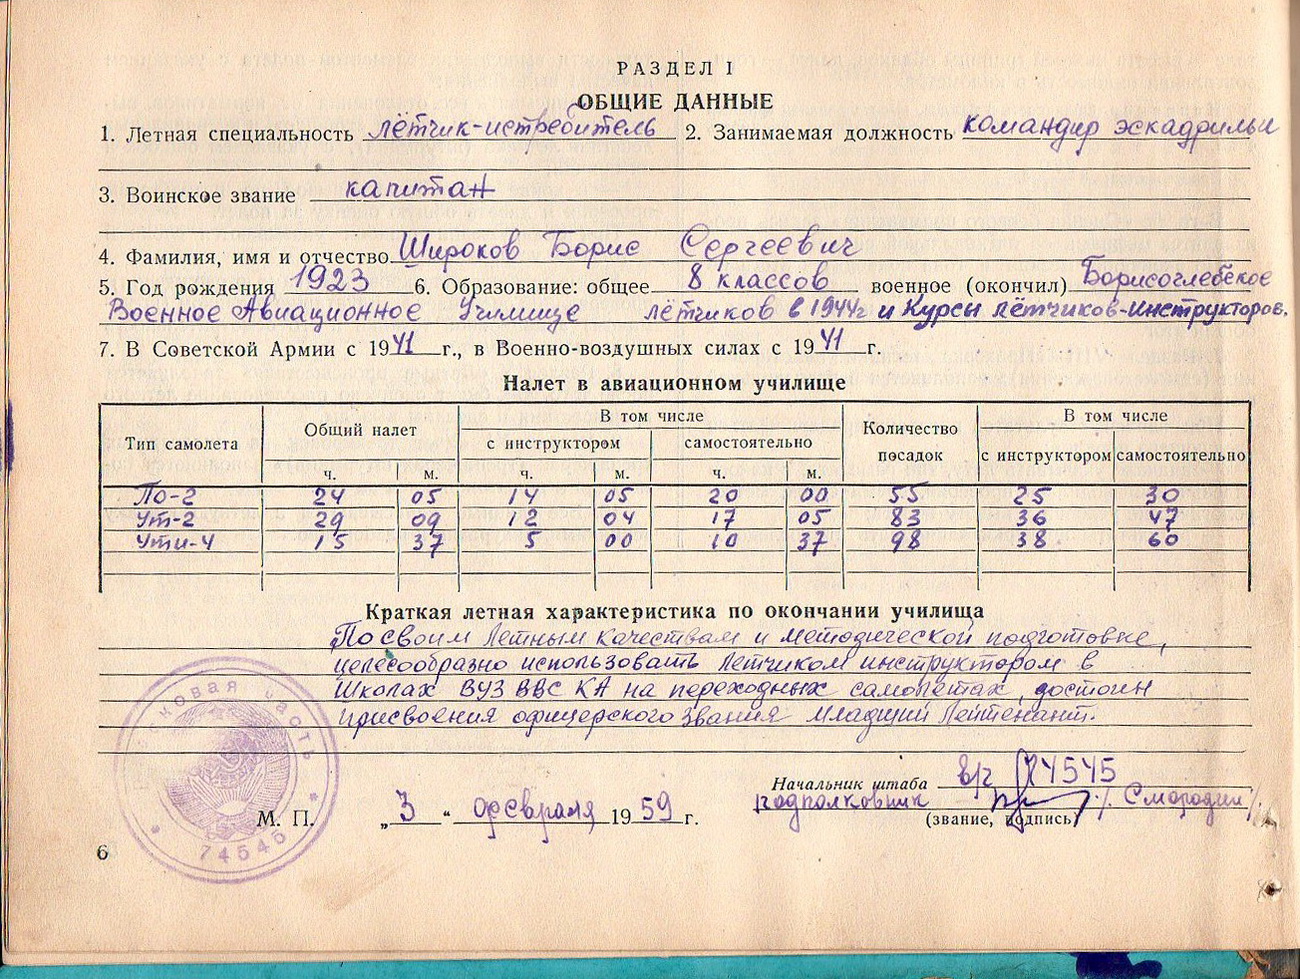 РАЗДЕЛ I
ОБЩИЕ ДАННЫЕ
1. Летная специальность лётчик-истребитель 2. Занимаемая должность командир эскадрильи
3. Воинское звание капитан
4. Фамилия, имя и отчество Широков Борис Сергеевич
5. Год рождения 1923 6. Образование: общее 8 классов военное (окончил) Борисоглебское
Военное Авиационное Училище лётчиков в 1944г и Курсы лётчиков-инструкторов.
7. В Советской Армии с 1941 г., в Военно-воздушных силах с 1941 г.
Налет в авиационном училище
Тип самолета Общий налет В том числе Количество посадок В том числе
с инструктором самостоятельно с инструктором самостоятельно
ч. м. ч. м. ч. м.
По-2 24 05 14 05 20 00 55 25 30
Ут-2 29 09 12 04 17 05 83 36 47
Ути-4 15 37 5 00 10 37 98 38 60
Краткая летная характеристика по окончании училища
По своим летным качествам и методической подготовке,
целесообразно использовать летчиком инструктором в
Школах ВУЗ ВВС КА на переходных самолетах, достоин
присвоения офицерского звания Младший Лейтенант.
Начальник штаба в/ч 74545
подполковник /Смородин/
(звание, подпись)
М. П. „3“ февраля 1959 г.
войсковая часть * 74545 *
6